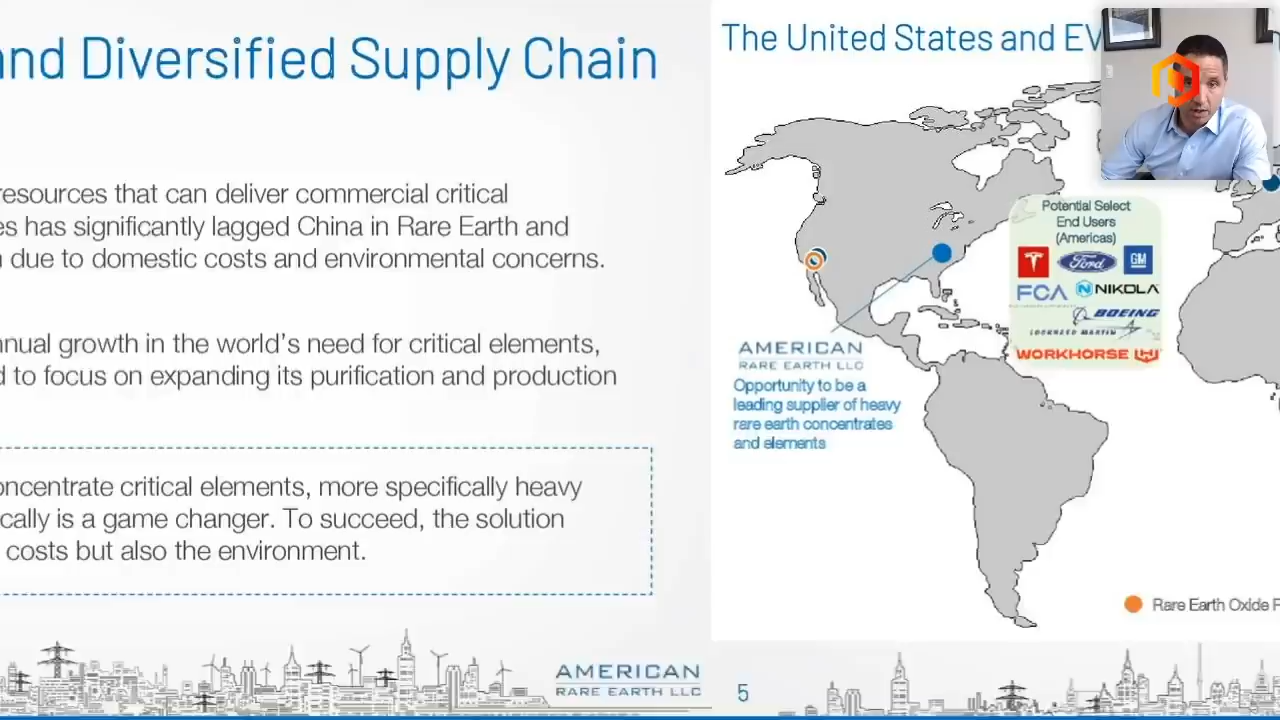 nd Diversified Supply Chain
resources that can deliver commercial critical
es has significantly lagged China in Rare Earth and
due to domestic costs and environmental concerns.
nnual growth in the world's need for critical elements,
d to focus on expanding its purification and production
oncentrate critical elements, more specifically heavy
ically is a game changer. To succeed, the solution
costs but also the environment.
AMERICAN
RARE EARTH LLC
The United States and EV
Potential Select
End Users
(Americas)
T Ford GM
FCA NIKOLA
BOEING
LOCKHEED MARTIN
WORKHORSE
AMERICAN
RARE EARTH LLC
Opportunity to be a
leading supplier of heavy
rare earth concentrates
and elements
Rare Earth Oxide P
5